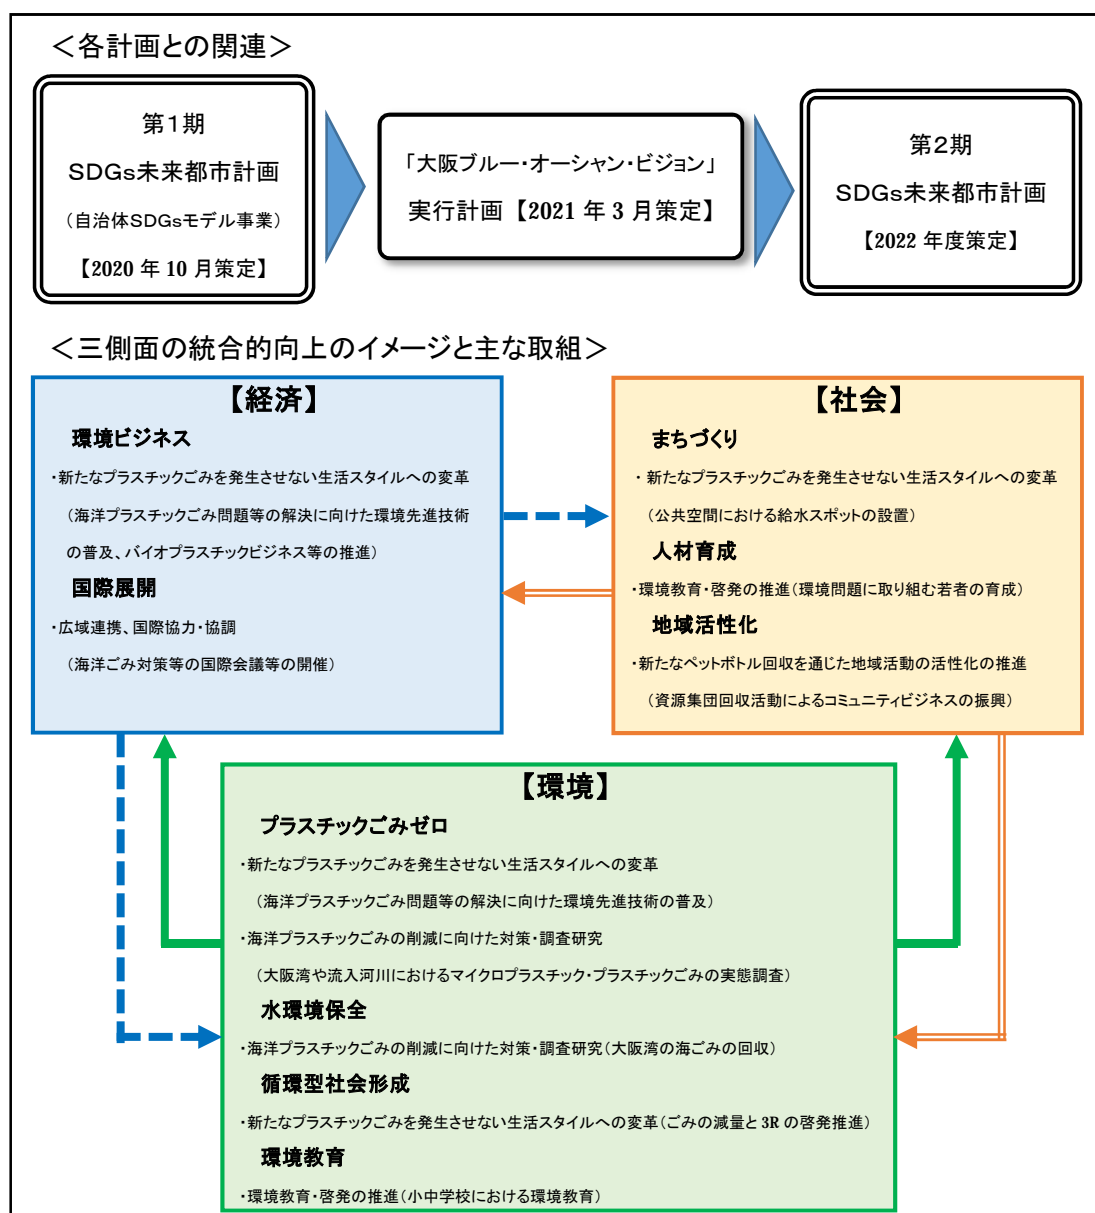 ＜各計画との関連＞
第１期
SDGs未来都市計画
（自治体SDGsモデル事業）
【2020 年 10 月策定】
「大阪ブルー・オーシャン・ビジョン」
実行計画【2021 年 3 月策定】
第２期
SDGs未来都市計画
【2022 年度策定】
＜三側面の統合的向上のイメージと主な取組＞
【経済】
環境ビジネス
・新たなプラスチックごみを発生させない生活スタイルへの変革
（海洋プラスチックごみ問題等の解決に向けた環境先進技術
の普及、バイオプラスチックビジネス等の推進）
国際展開
・広域連携、国際協力・協調
（海洋ごみ対策等の国際会議等の開催）
【社会】
まちづくり
・新たなプラスチックごみを発生させない生活スタイルへの変革
（公共空間における給水スポットの設置）
人材育成
・環境教育・啓発の推進（環境問題に取り組む若者の育成）
地域活性化
・新たなペットボトル回収を通じた地域活動の活性化の推進
（資源集団回収活動によるコミュニティビジネスの振興）
【環境】
プラスチックごみゼロ
・新たなプラスチックごみを発生させない生活スタイルへの変革
（海洋プラスチックごみ問題等の解決に向けた環境先進技術の普及）
・海洋プラスチックごみの削減に向けた対策・調査研究
（大阪湾や流入河川におけるマイクロプラスチック・プラスチックごみの実態調査）
水環境保全
・海洋プラスチックごみの削減に向けた対策・調査研究（大阪湾の海ごみの回収）
循環型社会形成
・新たなプラスチックごみを発生させない生活スタイルへの変革（ごみの減量と 3R の啓発推進）
環境教育
・環境教育・啓発の推進（小中学校における環境教育）